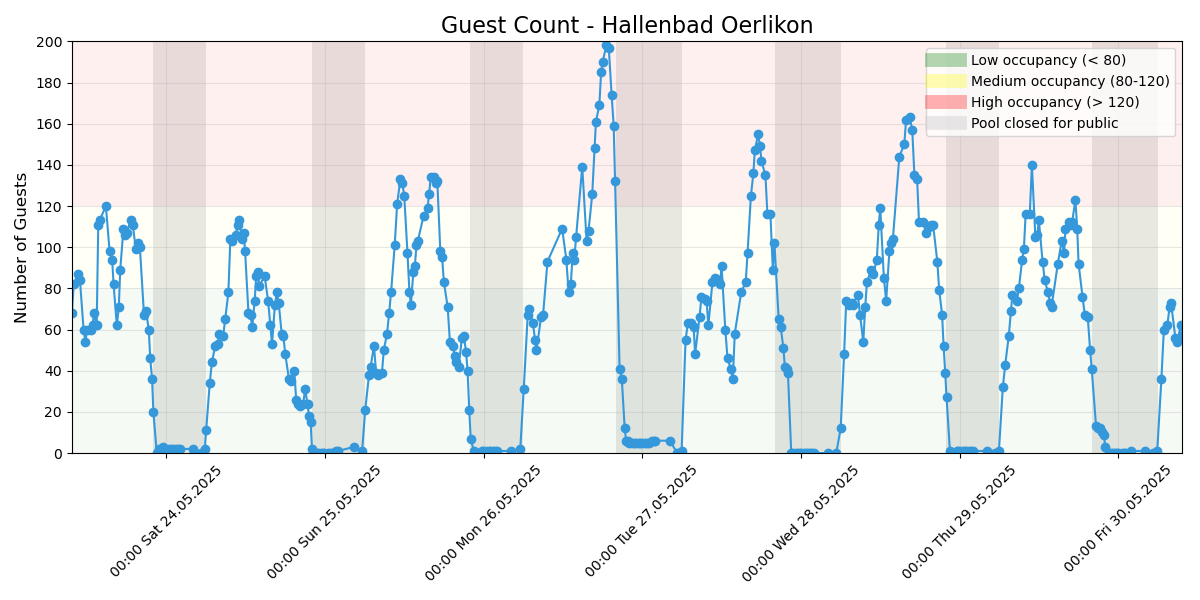 Guest Count - Hallenbad Oerlikon
Number of Guests
200
180
160
140
120
100
80
60
40
20
0
Low occupancy (< 80)
Medium occupancy (80-120)
High occupancy (> 120)
Pool closed for public
00:00 Sat 24.05.2025
00:00 Sun 25.05.2025
00:00 Mon 26.05.2025
00:00 Tue 27.05.2025
00:00 Wed 28.05.2025
00:00 Thu 29.05.2025
00:00 Fri 30.05.2025